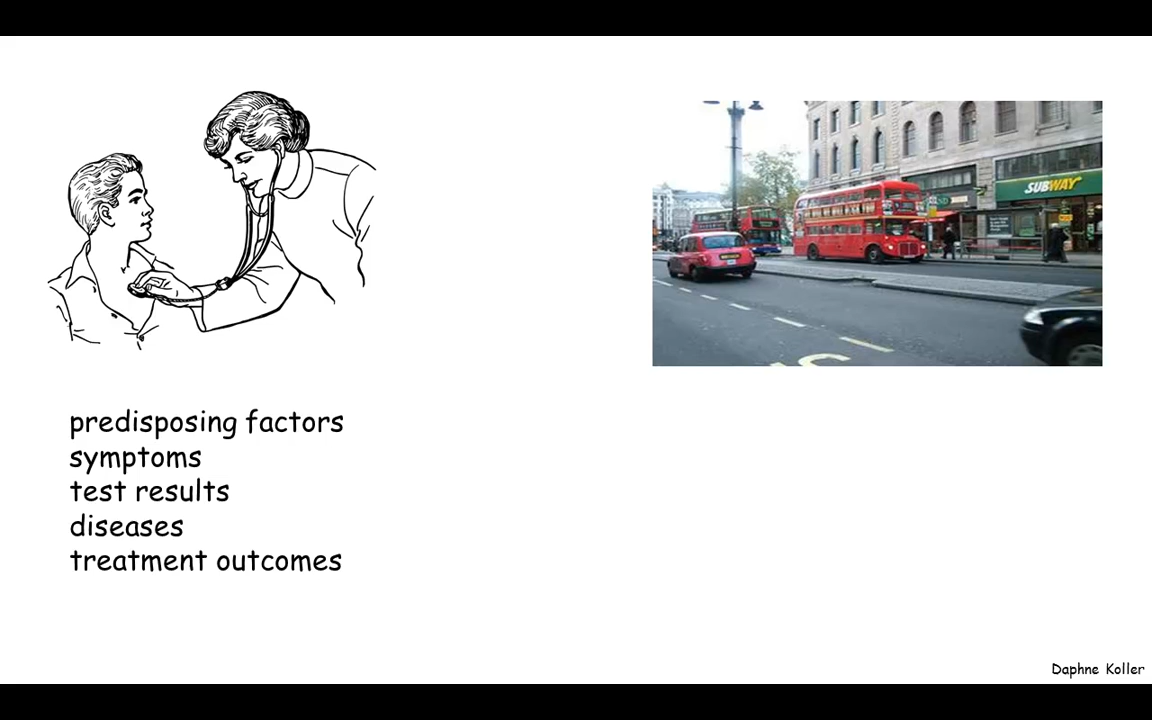 predisposing factors
symptoms
test results
diseases
treatment outcomes
SUBWAY
Daphne Koller